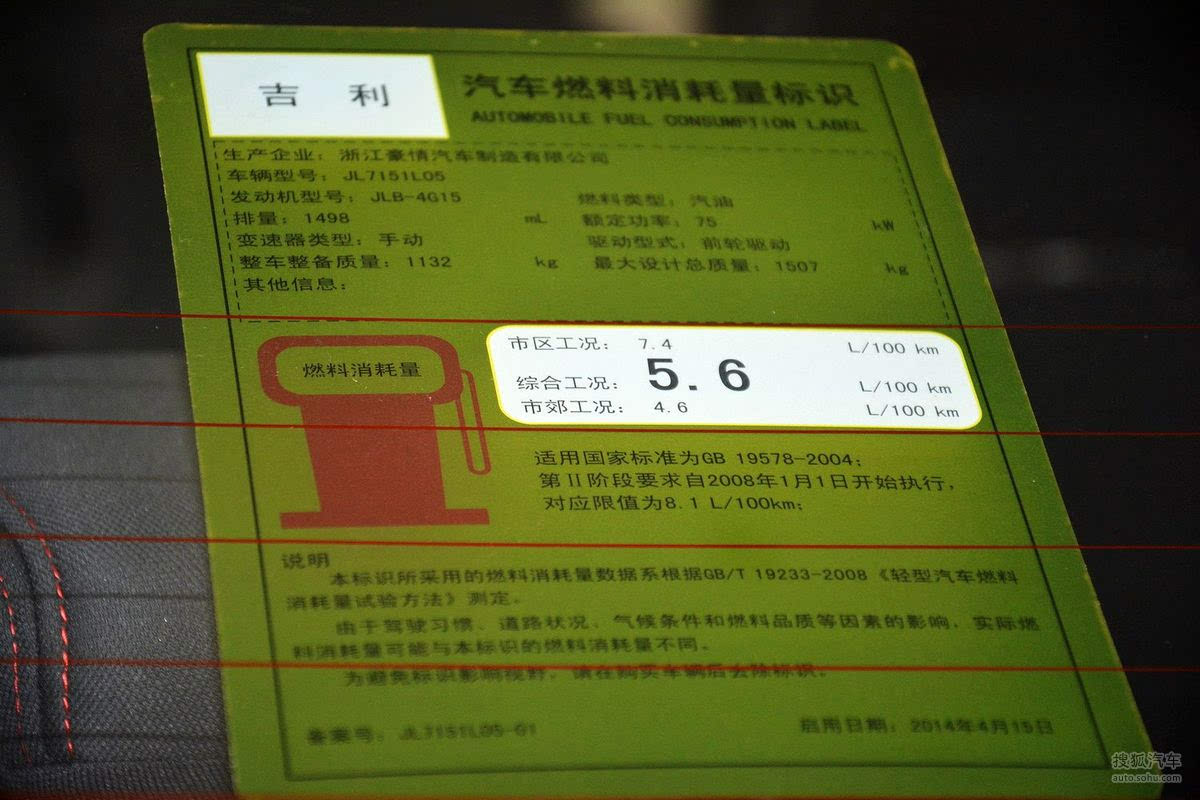 吉 利
汽车燃料消耗量标识
AUTOMOBILE FUEL CONSUMPTION LABEL
生产企业：浙江豪情汽车制造有限公司
车辆型号：JL7151L05
发动机型号：JLB-4G15 燃料类型：汽油
排量：1498 mL 额定功率：75 kW
变速器类型：手动 驱动型式：前轮驱动
整车整备质量：1132 kg 最大设计总质量：1507 kg
其他信息：
燃料消耗量
市区工况： 7.4 L/100 km
综合工况： 5.6 L/100 km
市郊工况： 4.6 L/100 km
适用国家标准为GB 19578-2004；
第Ⅱ阶段要求自2008年1月1日开始执行，
对应限值为8.1 L/100km；
说明
本标识所采用的燃料消耗量数据系根据GB/T 19233-2008《轻型汽车燃料
消耗量试验方法》测定。
由于驾驶习惯、道路状况、气候条件和燃料品质等因素的影响，实际燃
料消耗量可能与本标识的燃料消耗量不同。
为避免标识影响视野，请在购买车辆后去除标识。
备案号：JL7151L05-01 启用日期：2014年4月15日
搜狐汽车
auto.sohu.com